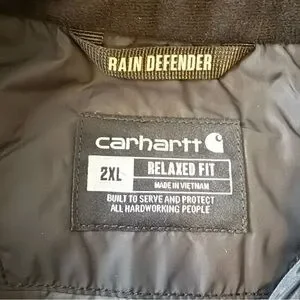 RAIN DEFENDER
carhartt
2XL
RELAXED FIT
MADE IN VIETNAM
BUILT TO SERVE AND PROTECT
ALL HARDWORKING PEOPLE